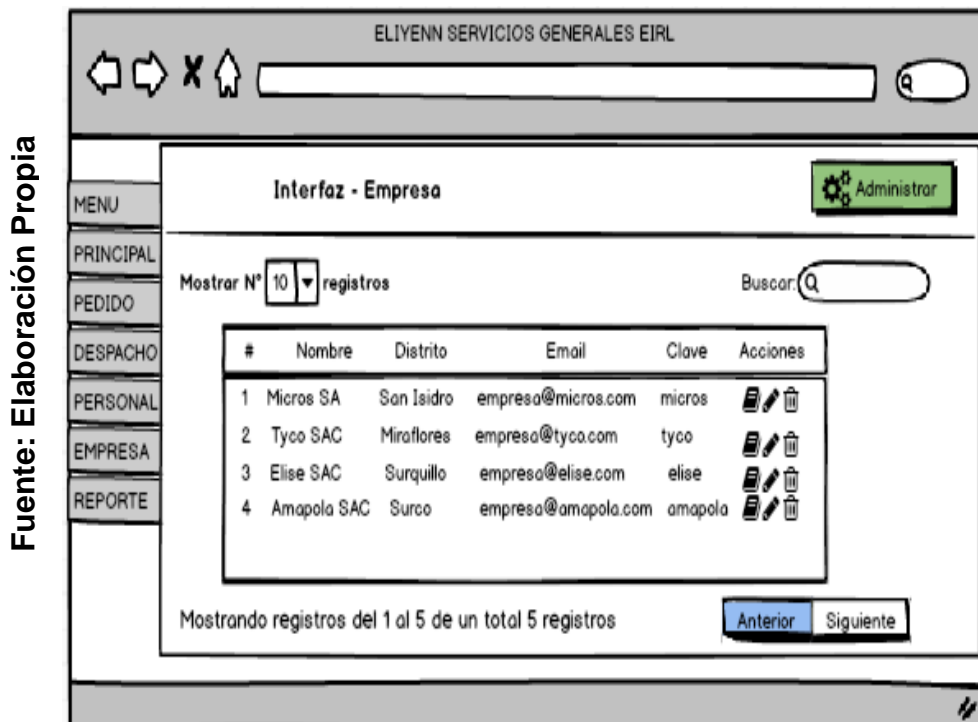 Fuente: Elaboración Propia
ELIYENN SERVICIOS GENERALES EIRL
Interfaz - Empresa
Administrar
MENU
PRINCIPAL
PEDIDO
DESPACHO
PERSONAL
EMPRESA
REPORTE
Mostrar N° 10 registros
Buscar:
# Nombre Distrito Email Clave Acciones
1 Micros SA San Isidro empresa@micros.com micros
2 Tyco SAC Miraflores empresa@tyco.com tyco
3 Elise SAC Surquillo empresa@elise.com elise
4 Amapola SAC Surco empresa@amapola.com amapola
Mostrando registros del 1 al 5 de un total 5 registros
Anterior Siguiente